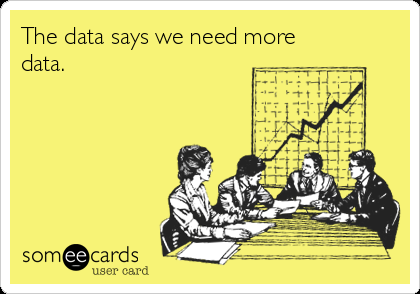 The data says we need more
data.
someecards
user card